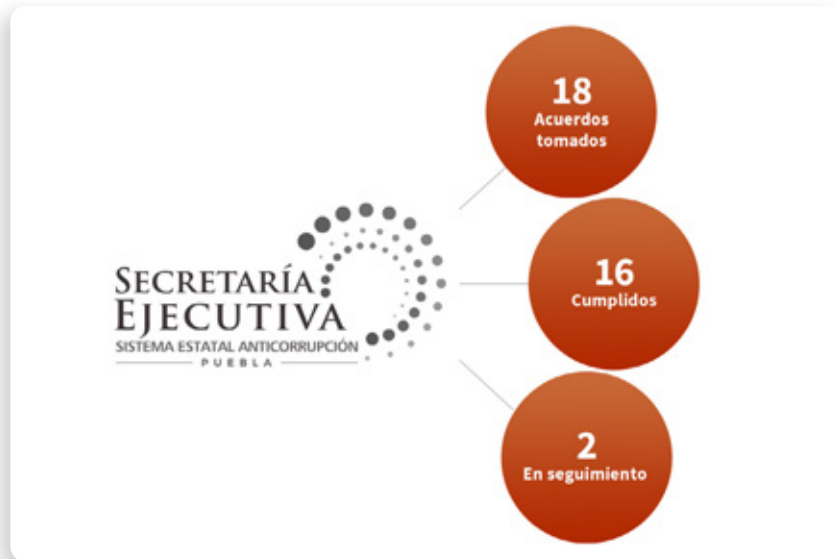 18
Acuerdos
tomados
SECRETARÍA
EJECUTIVA
SISTEMA ESTATAL ANTICORRUPCIÓN
PUEBLA
16
Cumplidos
2
En seguimiento